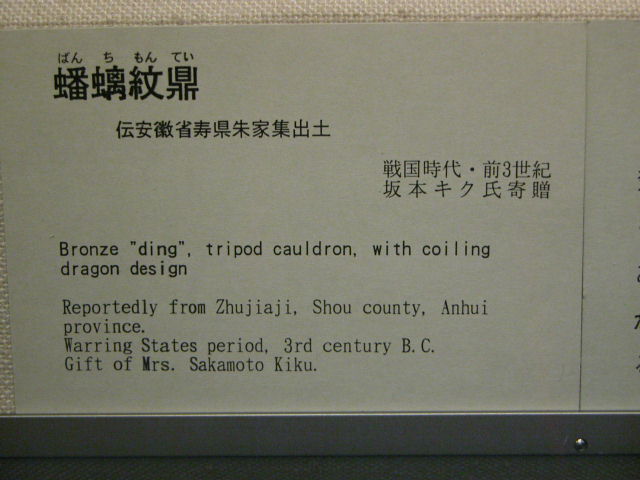 ばん ち もん てい
蟠螭紋鼎
伝安徽省寿県朱家集出土
戦国時代・前3世紀
坂本キク氏寄贈
Bronze "ding", tripod cauldron, with coiling
dragon design
Reportedly from Zhujiaji, Shou county, Anhui
province.
Warring States period, 3rd century B.C.
Gift of Mrs. Sakamoto Kiku.